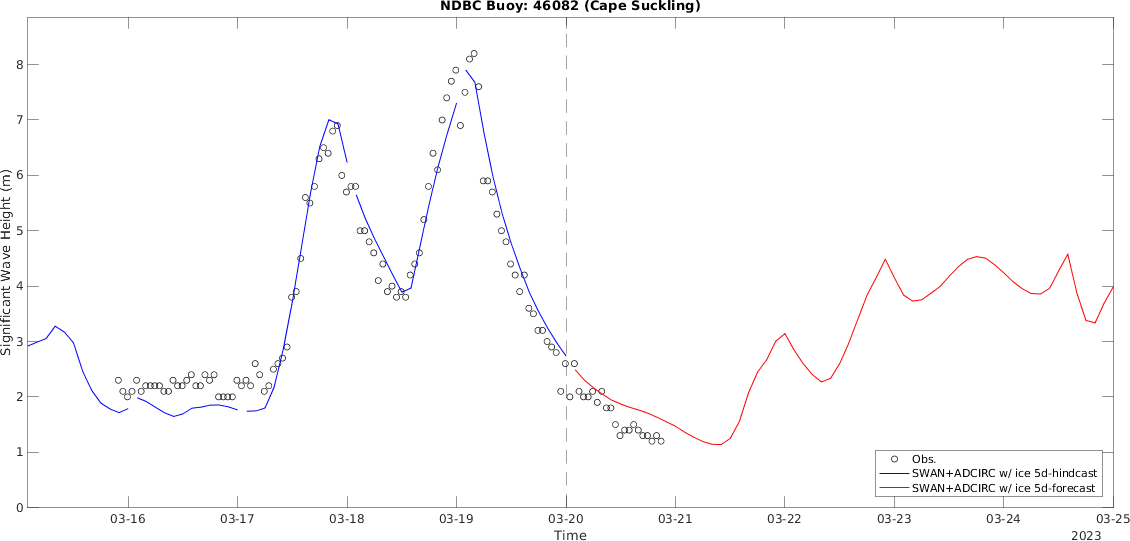 NDBC Buoy: 46082 (Cape Suckling)
Significant Wave Height (m)
8
7
6
5
4
3
2
1
0
Obs.
SWAN+ADCIRC w/ ice 5d-hindcast
SWAN+ADCIRC w/ ice 5d-forecast
03-16 03-17 03-18 03-19 03-20 03-21 03-22 03-23 03-24 03-25
Time
2023